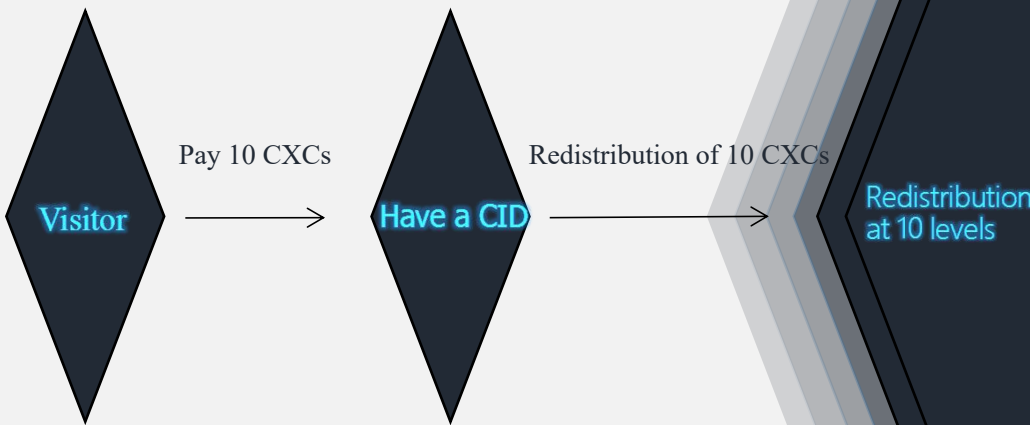 Pay 10 CXCs
Redistribution of 10 CXCs
Visitor
Have a CID
Redistribution
at 10 levels